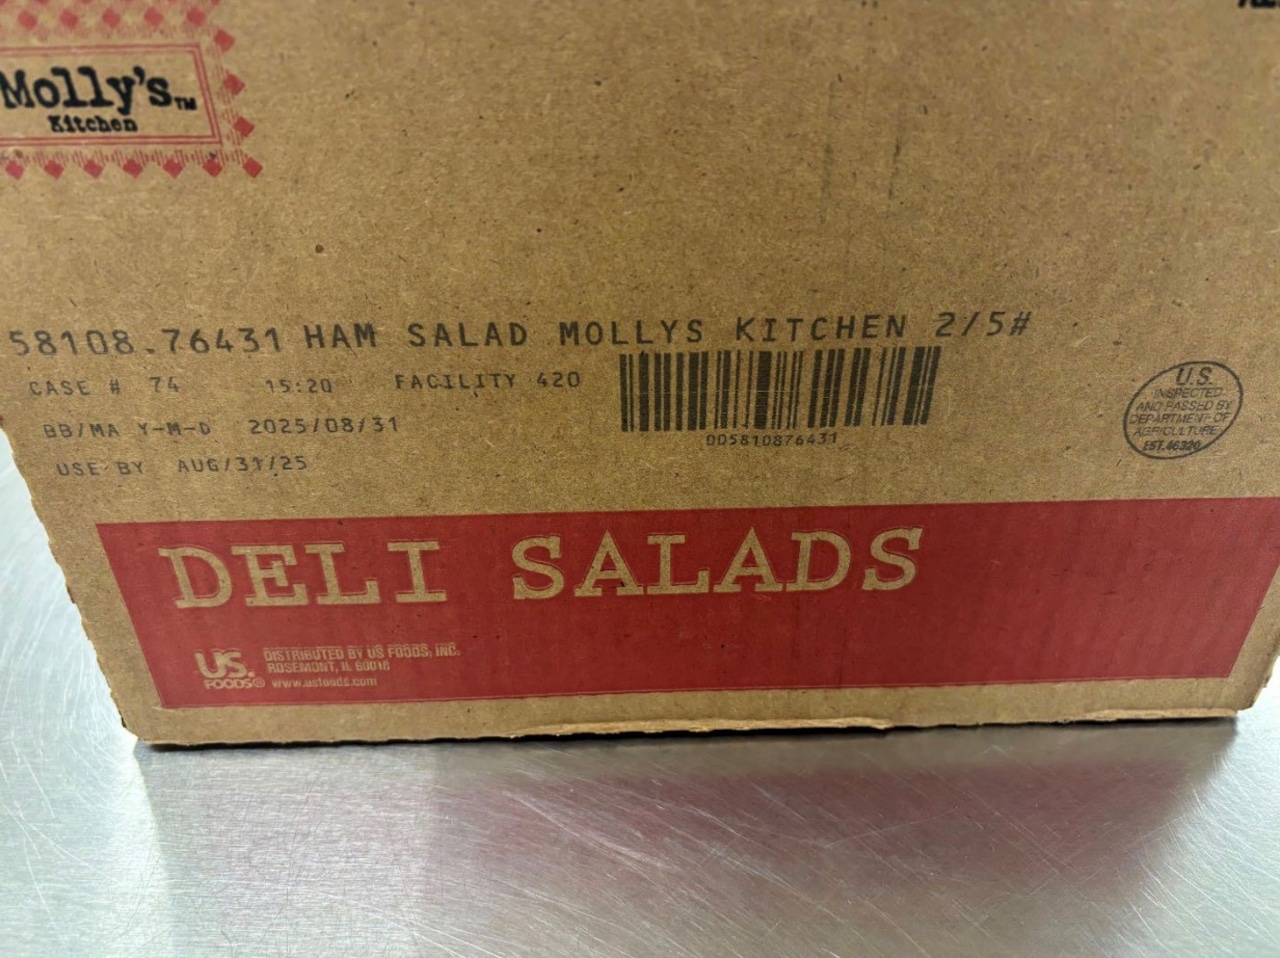 Molly's™
Kitchen
58108.76431 HAM SALAD MOLLYS KITCHEN 2/5#
CASE # 74 15:20 FACILITY 420
BB/MA Y-M-D 2025/08/31
USE BY AUG/31/25
005810876431
U.S.
INSPECTED
AND PASSED BY
DEPARTMENT OF
AGRICULTURE
EST.46320
DELI SALADS
US.
FOODS®
DISTRIBUTED BY US FOODS, INC.
ROSEMONT, IL 60018
www.usfoods.com